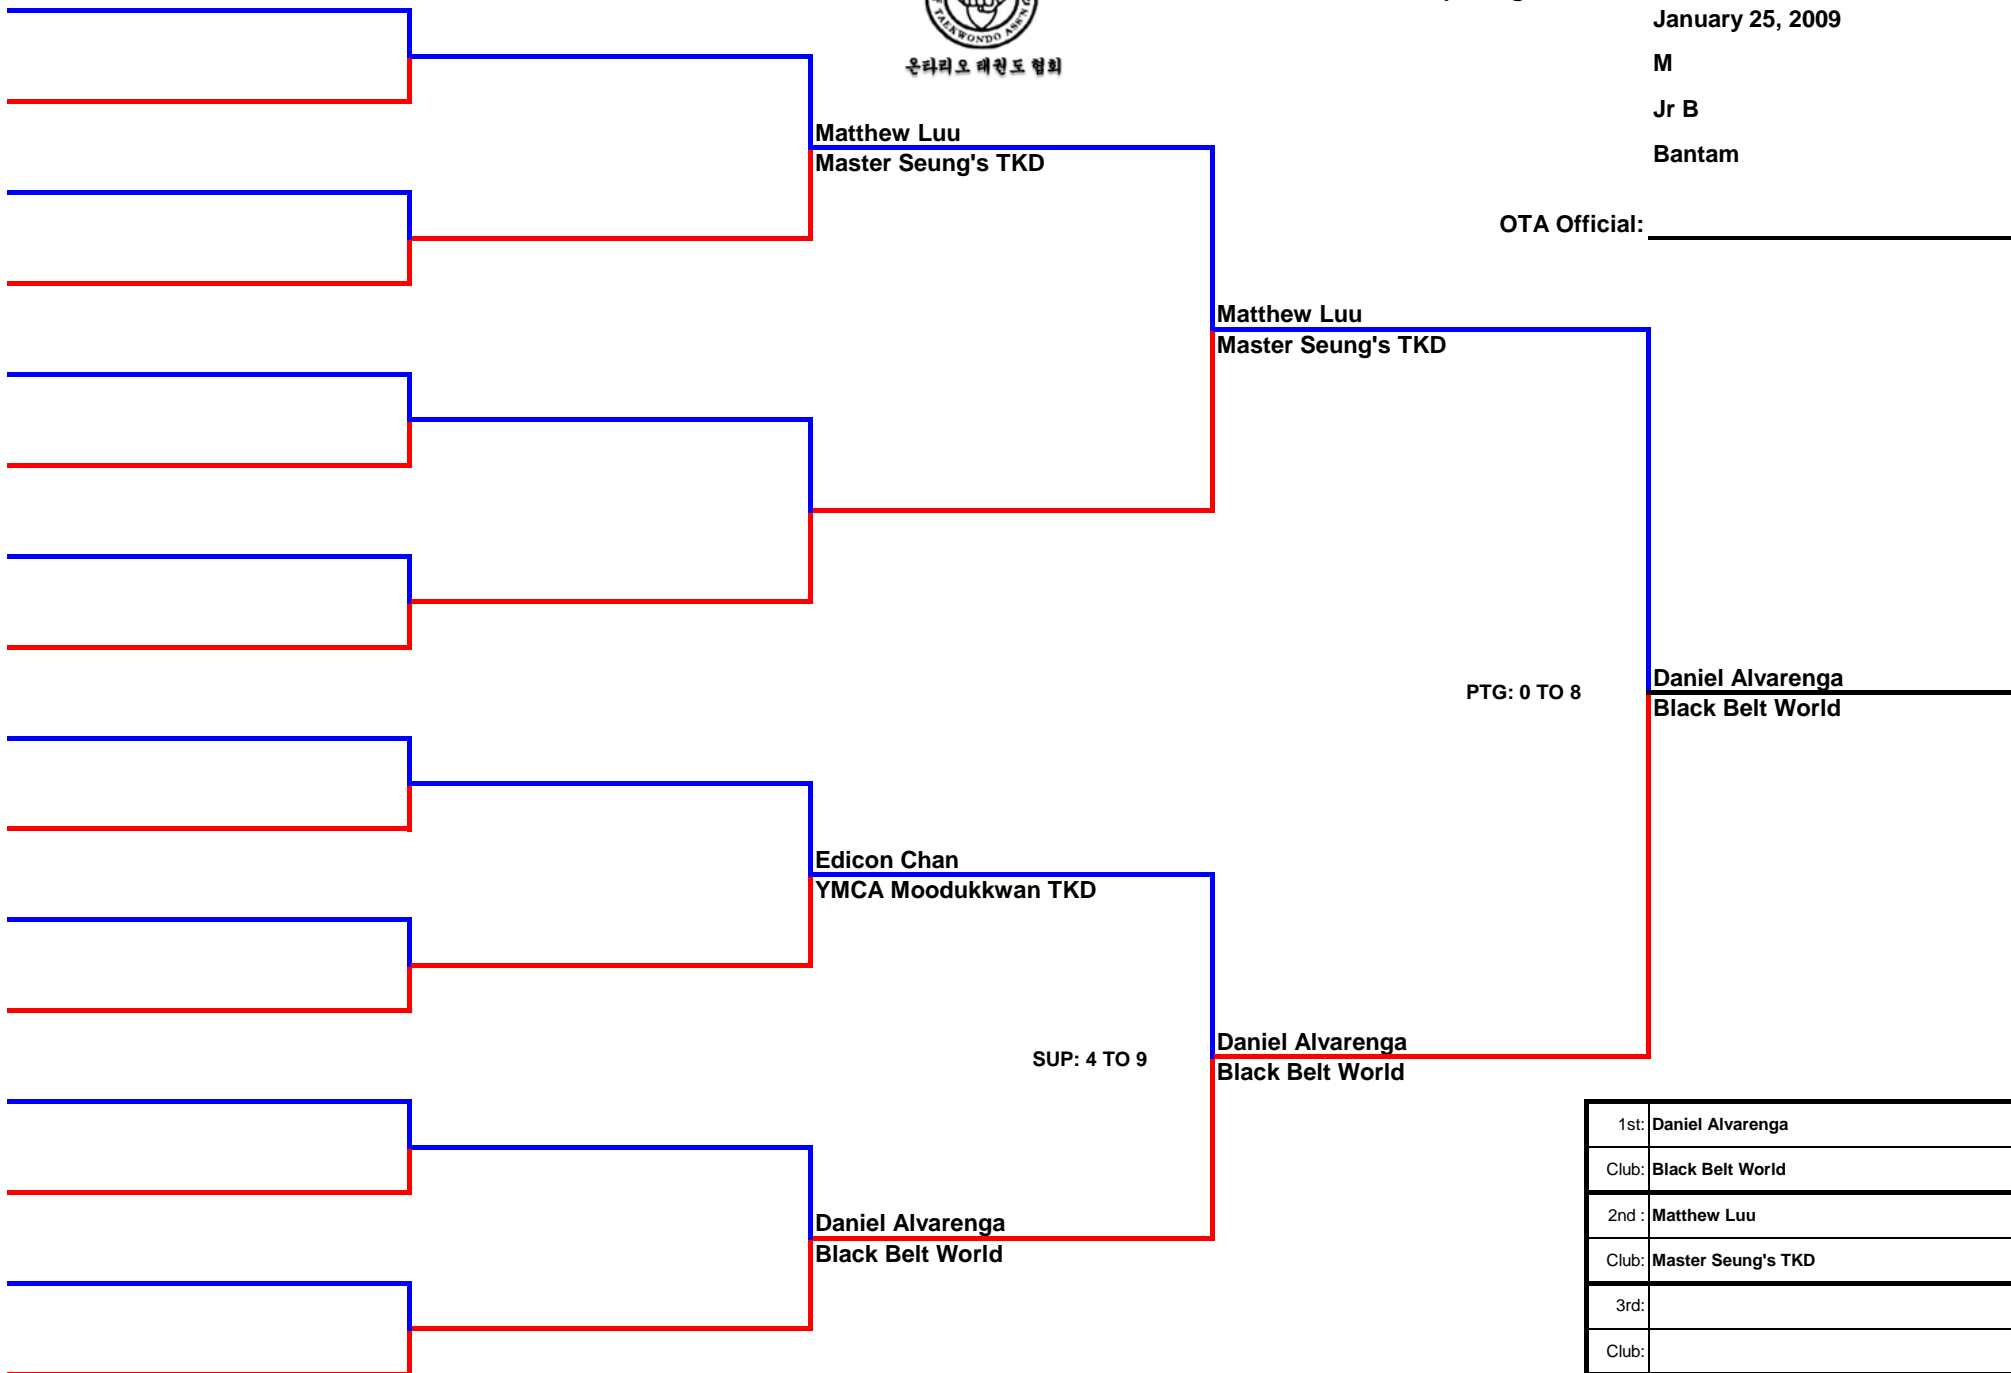 TAEKWONDO ASS'N
온타리오 태권도 협회
January 25, 2009
M
Jr B
Bantam
OTA Official:
Matthew Luu
Master Seung's TKD
Matthew Luu
Master Seung's TKD
PTG: 0 TO 8
Daniel Alvarenga
Black Belt World
Edicon Chan
YMCA Moodukkwan TKD
SUP: 4 TO 9
Daniel Alvarenga
Black Belt World
Daniel Alvarenga
Black Belt World
1st: Daniel Alvarenga
Club: Black Belt World
2nd : Matthew Luu
Club: Master Seung's TKD
3rd:
Club: